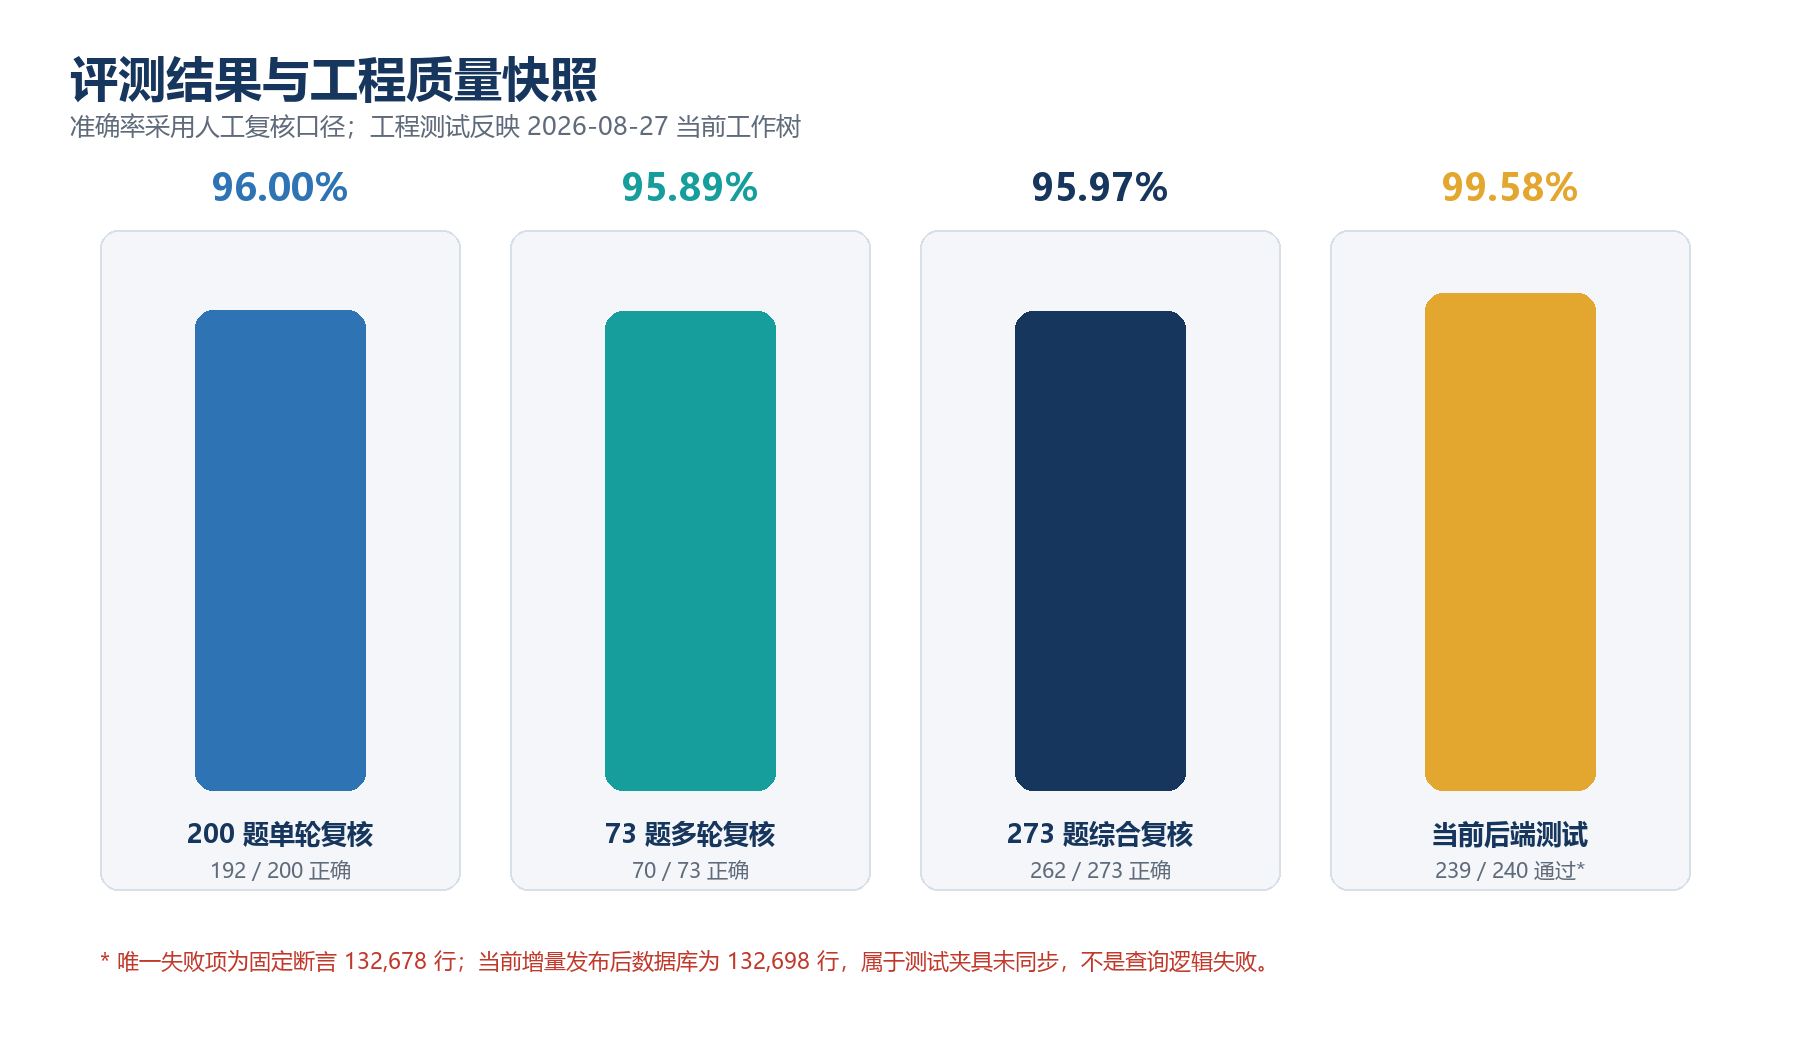 评测结果与工程质量快照
准确率采用人工复核口径；工程测试反映 2026-08-27 当前工作树
96.00%
95.89%
95.97%
99.58%
200 题单轮复核
192 / 200 正确
73 题多轮复核
70 / 73 正确
273 题综合复核
262 / 273 正确
当前后端测试
239 / 240 通过*
* 唯一失败项为固定断言 132,678 行；当前增量发布后数据库为 132,698 行，属于测试夹具未同步，不是查询逻辑失败。